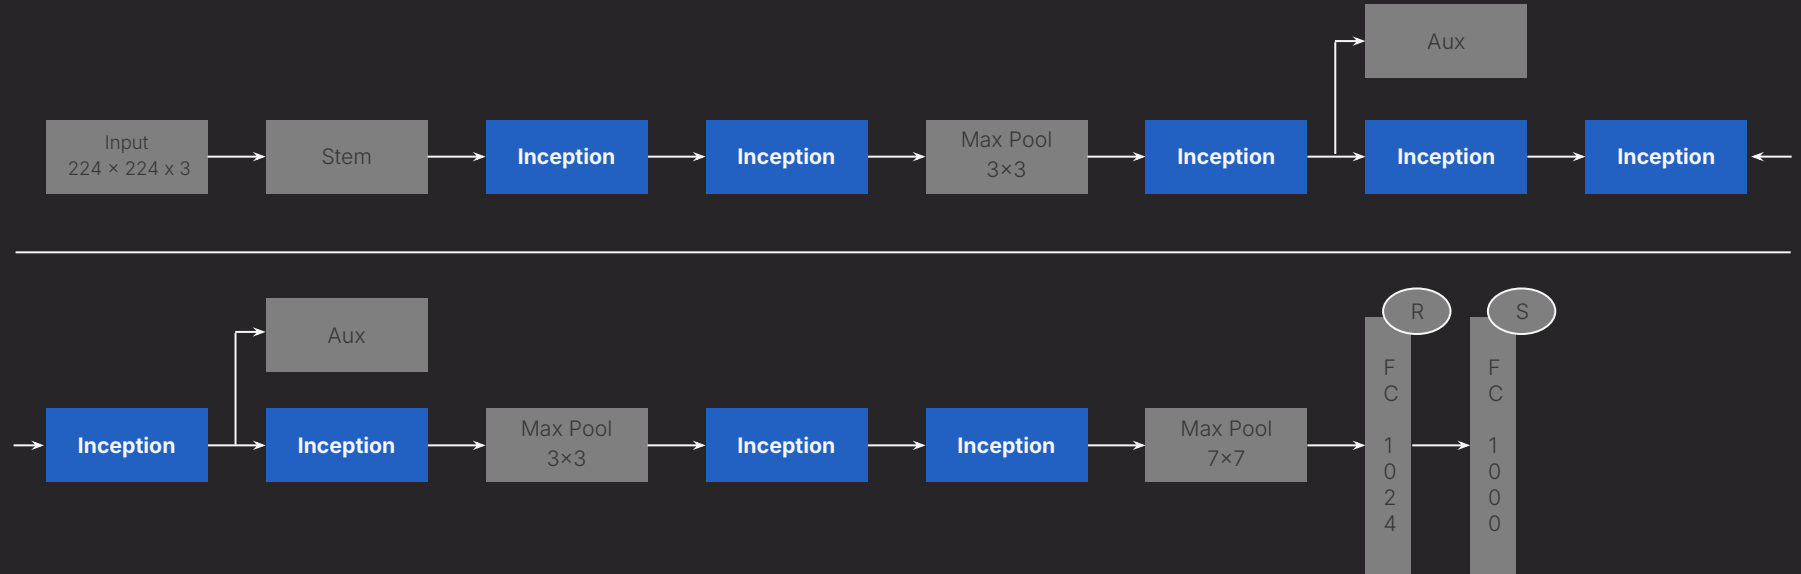 Aux
Input
224 × 224 x 3
Stem
Inception
Inception
Max Pool
3×3
Inception
Inception
Inception
Aux
Inception
Inception
Max Pool
3×3
Inception
Inception
Max Pool
7×7
R
F
C
1
0
2
4
S
F
C
1
0
0
0